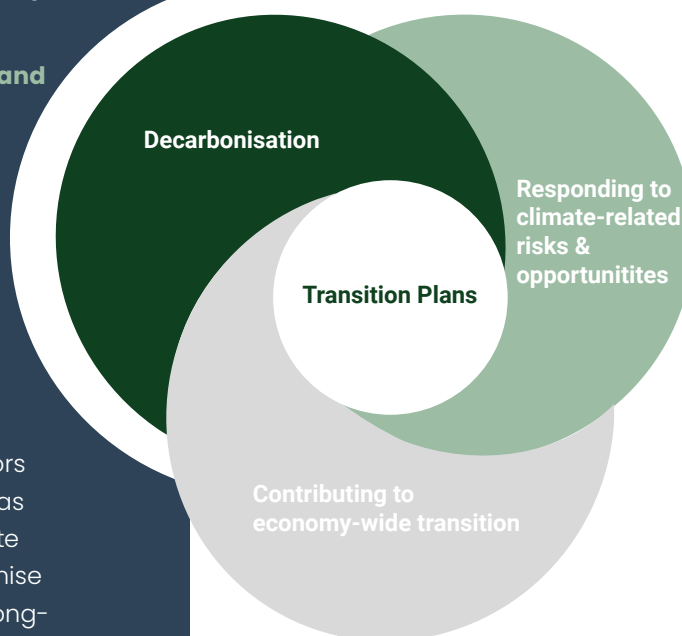 and
Decarbonisation
Responding to
climate-related
risks &
opportunitites
Transition Plans
ors
as
te
nise
ong-
Contributing to
economy-wide transition